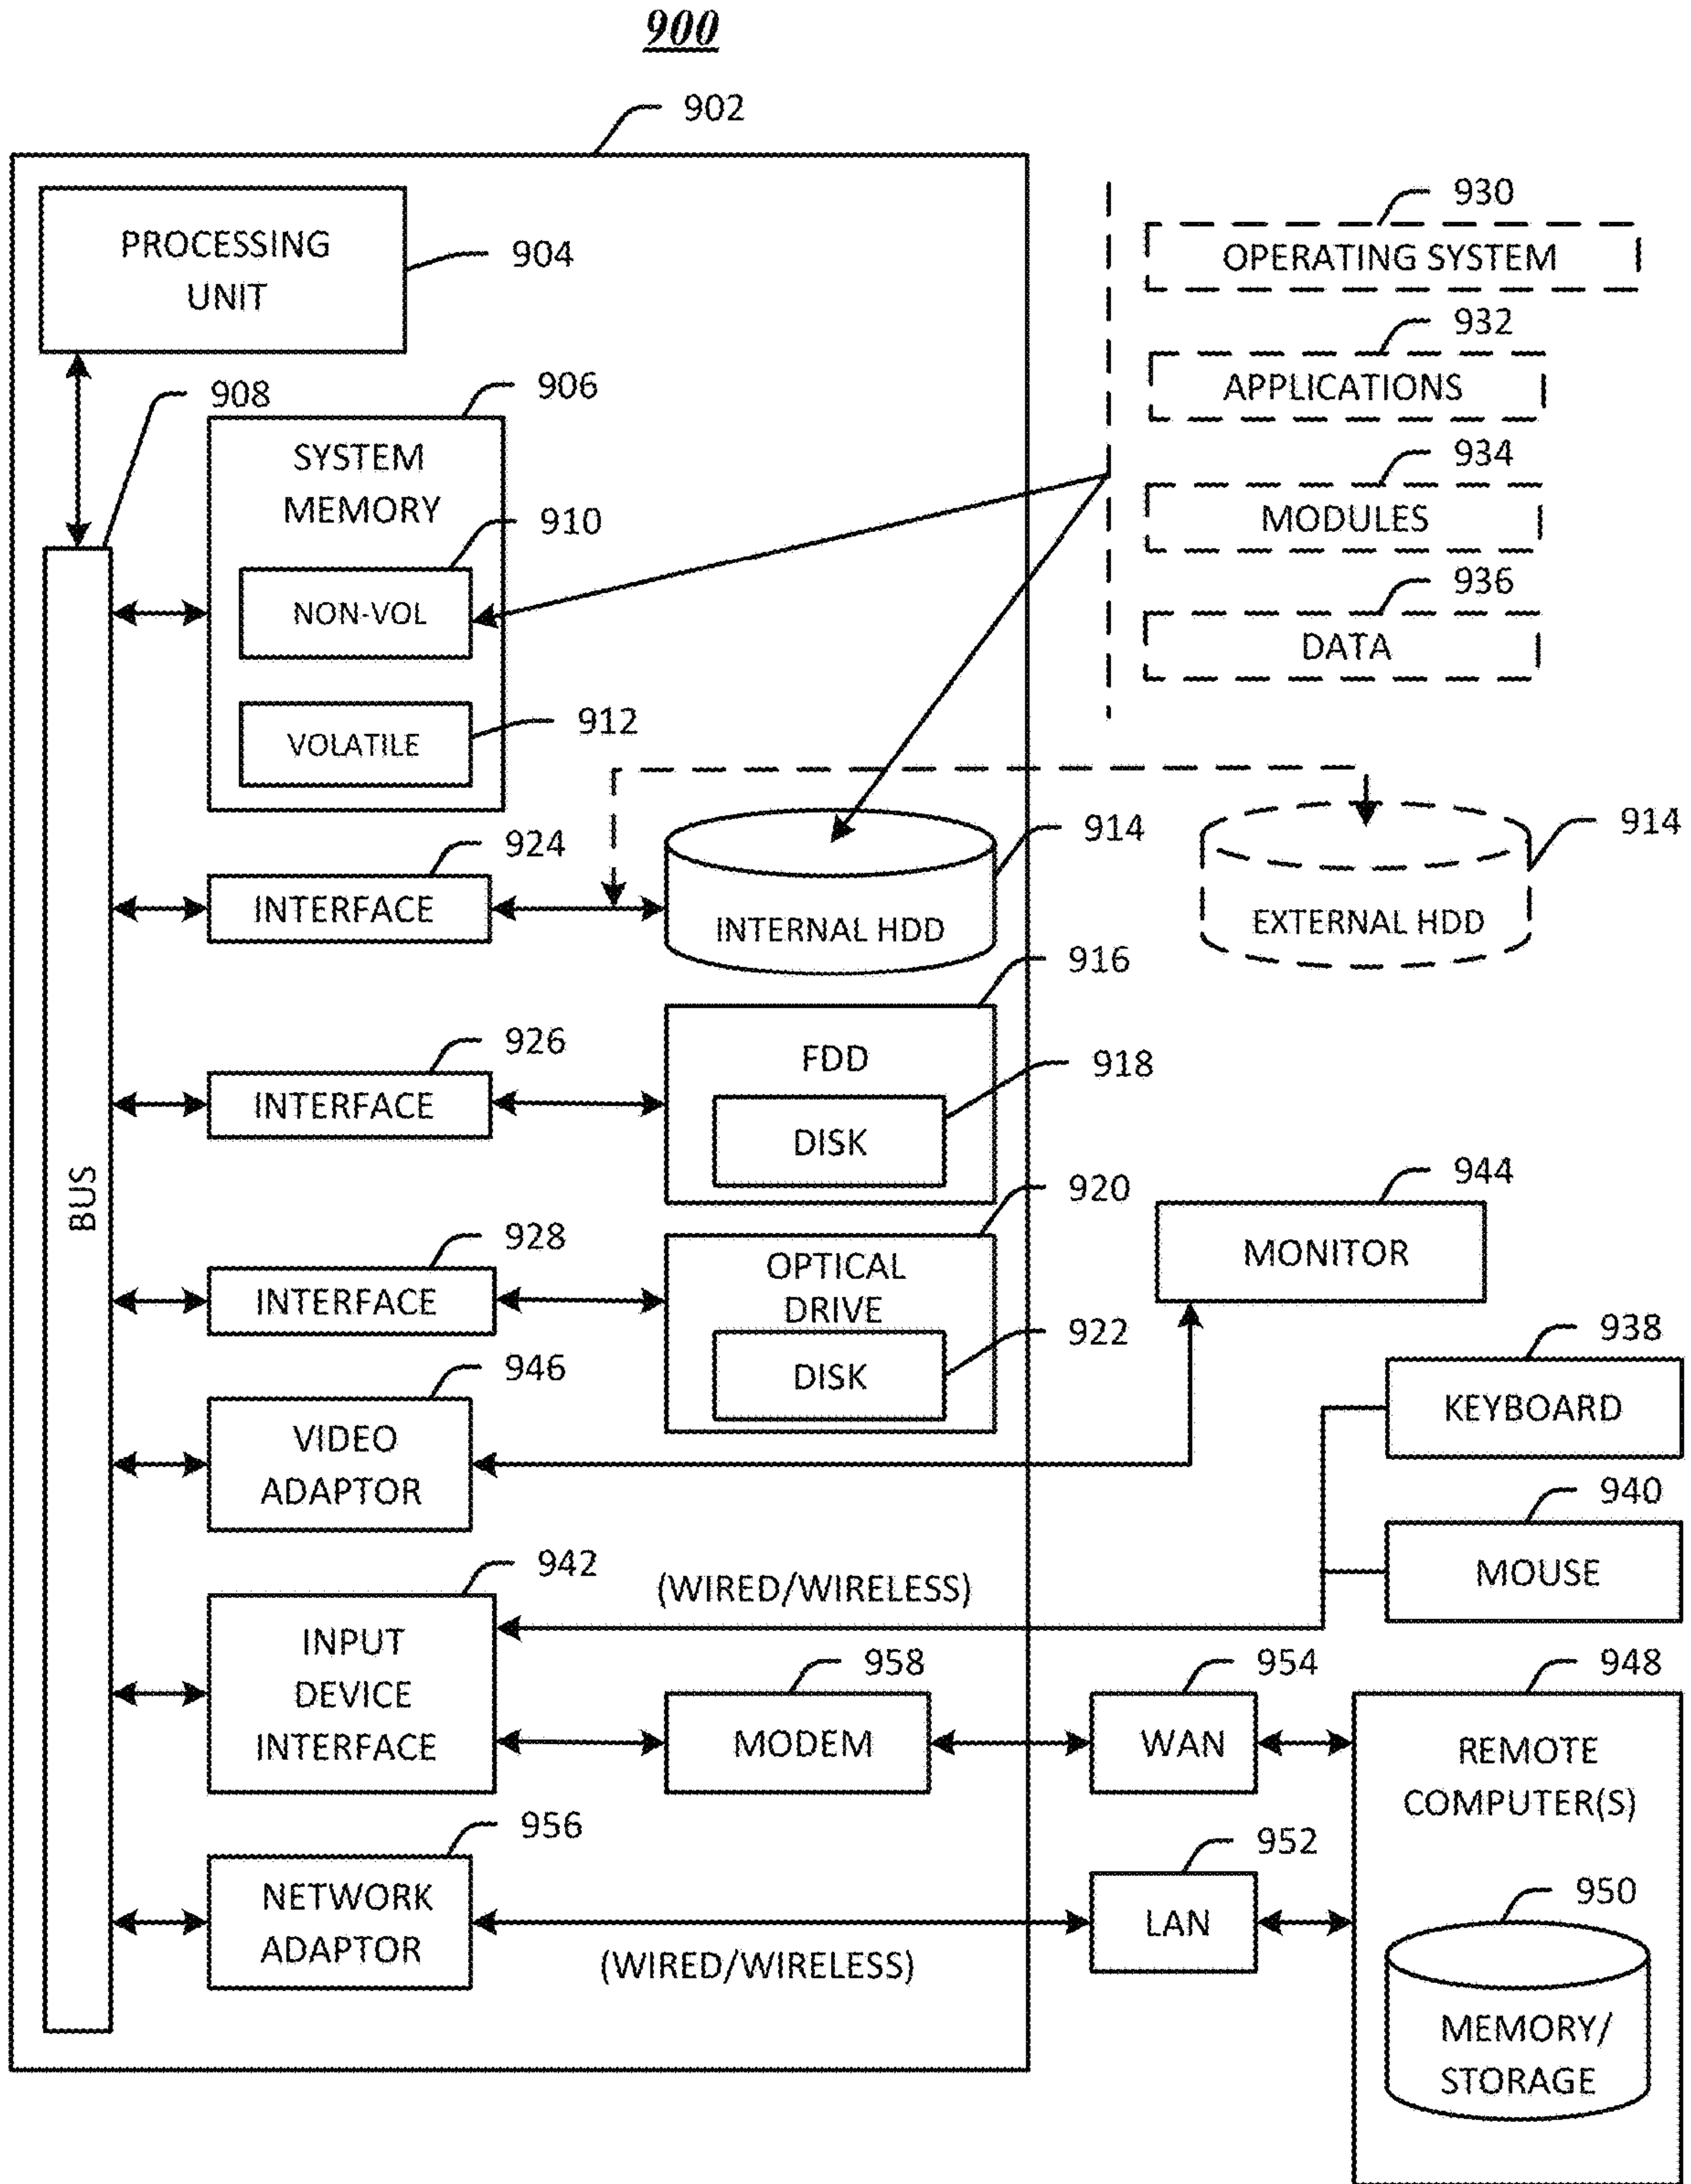 900
902
PROCESSING
UNIT
904
930
OPERATING SYSTEM
932
APPLICATIONS
934
MODULES
936
DATA
908
906
SYSTEM
MEMORY
910
NON-VOL
912
VOLATILE
924
INTERFACE
914
INTERNAL HDD
914
EXTERNAL HDD
916
926
INTERFACE
FDD
918
DISK
BUS
920
928
INTERFACE
OPTICAL
DRIVE
922
DISK
944
MONITOR
938
KEYBOARD
946
VIDEO
ADAPTOR
940
MOUSE
942
(WIRED/WIRELESS)
INPUT
DEVICE
INTERFACE
958
MODEM
954
WAN
948
REMOTE
COMPUTER(S)
956
NETWORK
ADAPTOR
(WIRED/WIRELESS)
952
LAN
950
MEMORY/
STORAGE